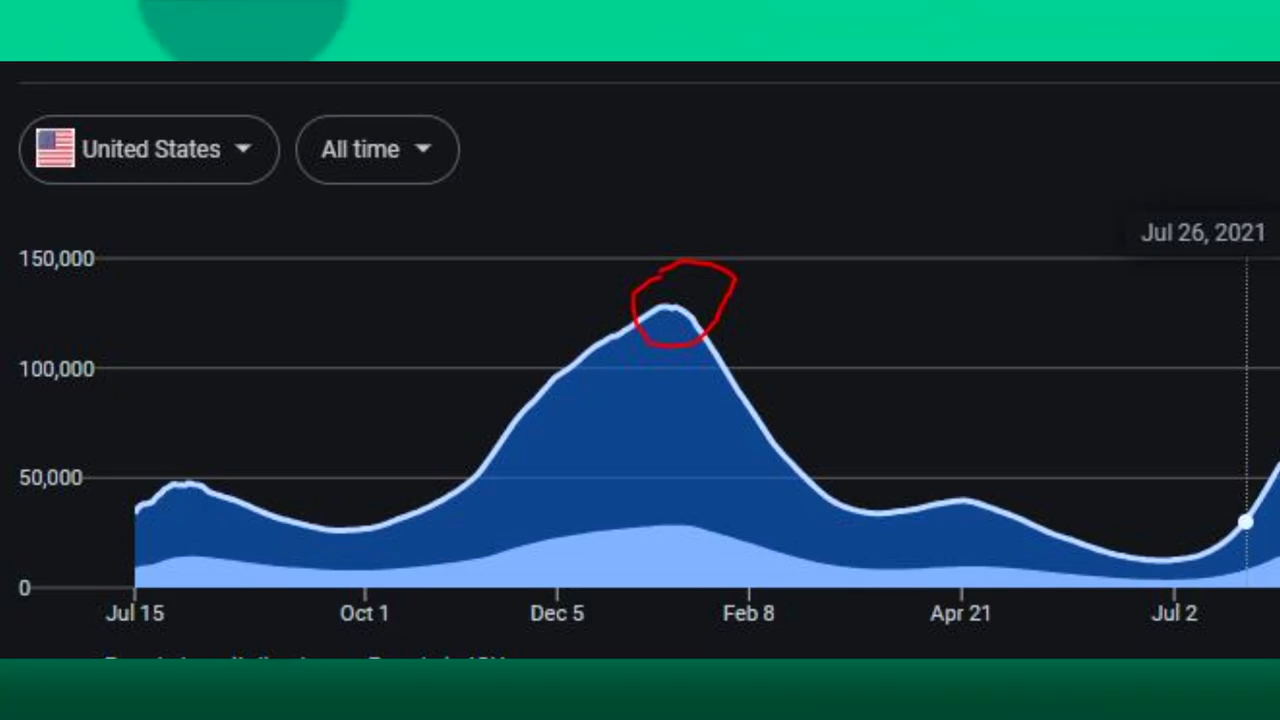 United States
All time
Jul 26, 2021
150,000
100,000
50,000
0
Jul 15 Oct 1 Dec 5 Feb 8 Apr 21 Jul 2